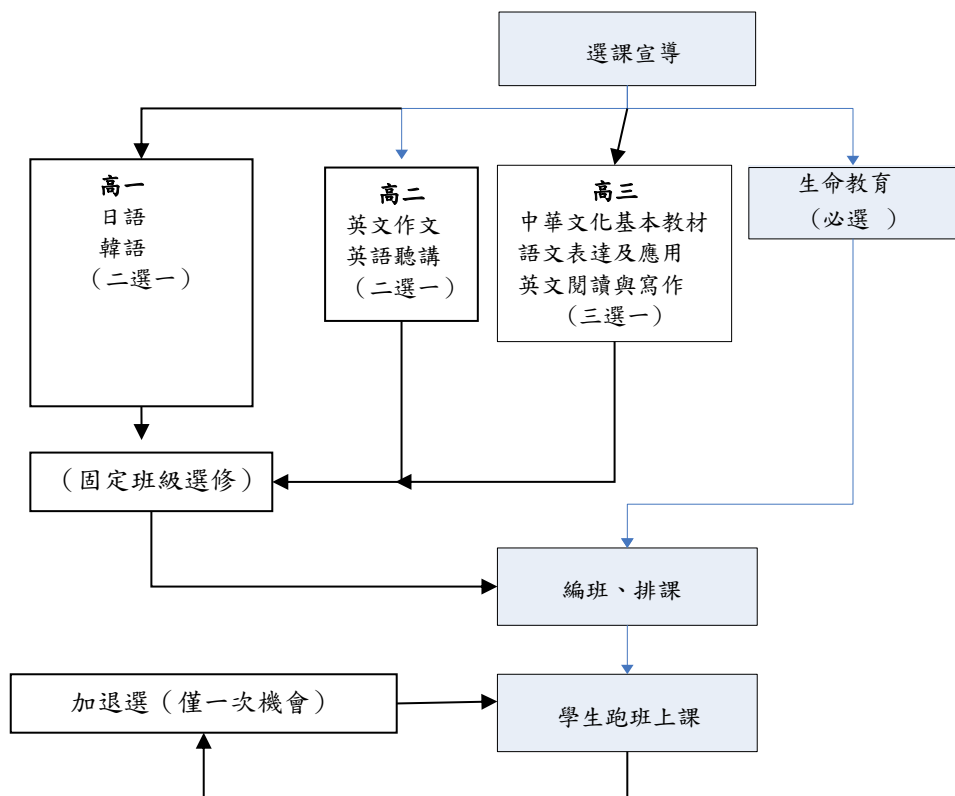 選課宣導
高一
日語
韓語
（二選一）
高二
英文作文
英語聽講
（二選一）
高三
中華文化基本教材
語文表達及應用
英文閱讀與寫作
（三選一）
生命教育
（必選 ）
（固定班級選修）
編班、排課
加退選（僅一次機會）
學生跑班上課